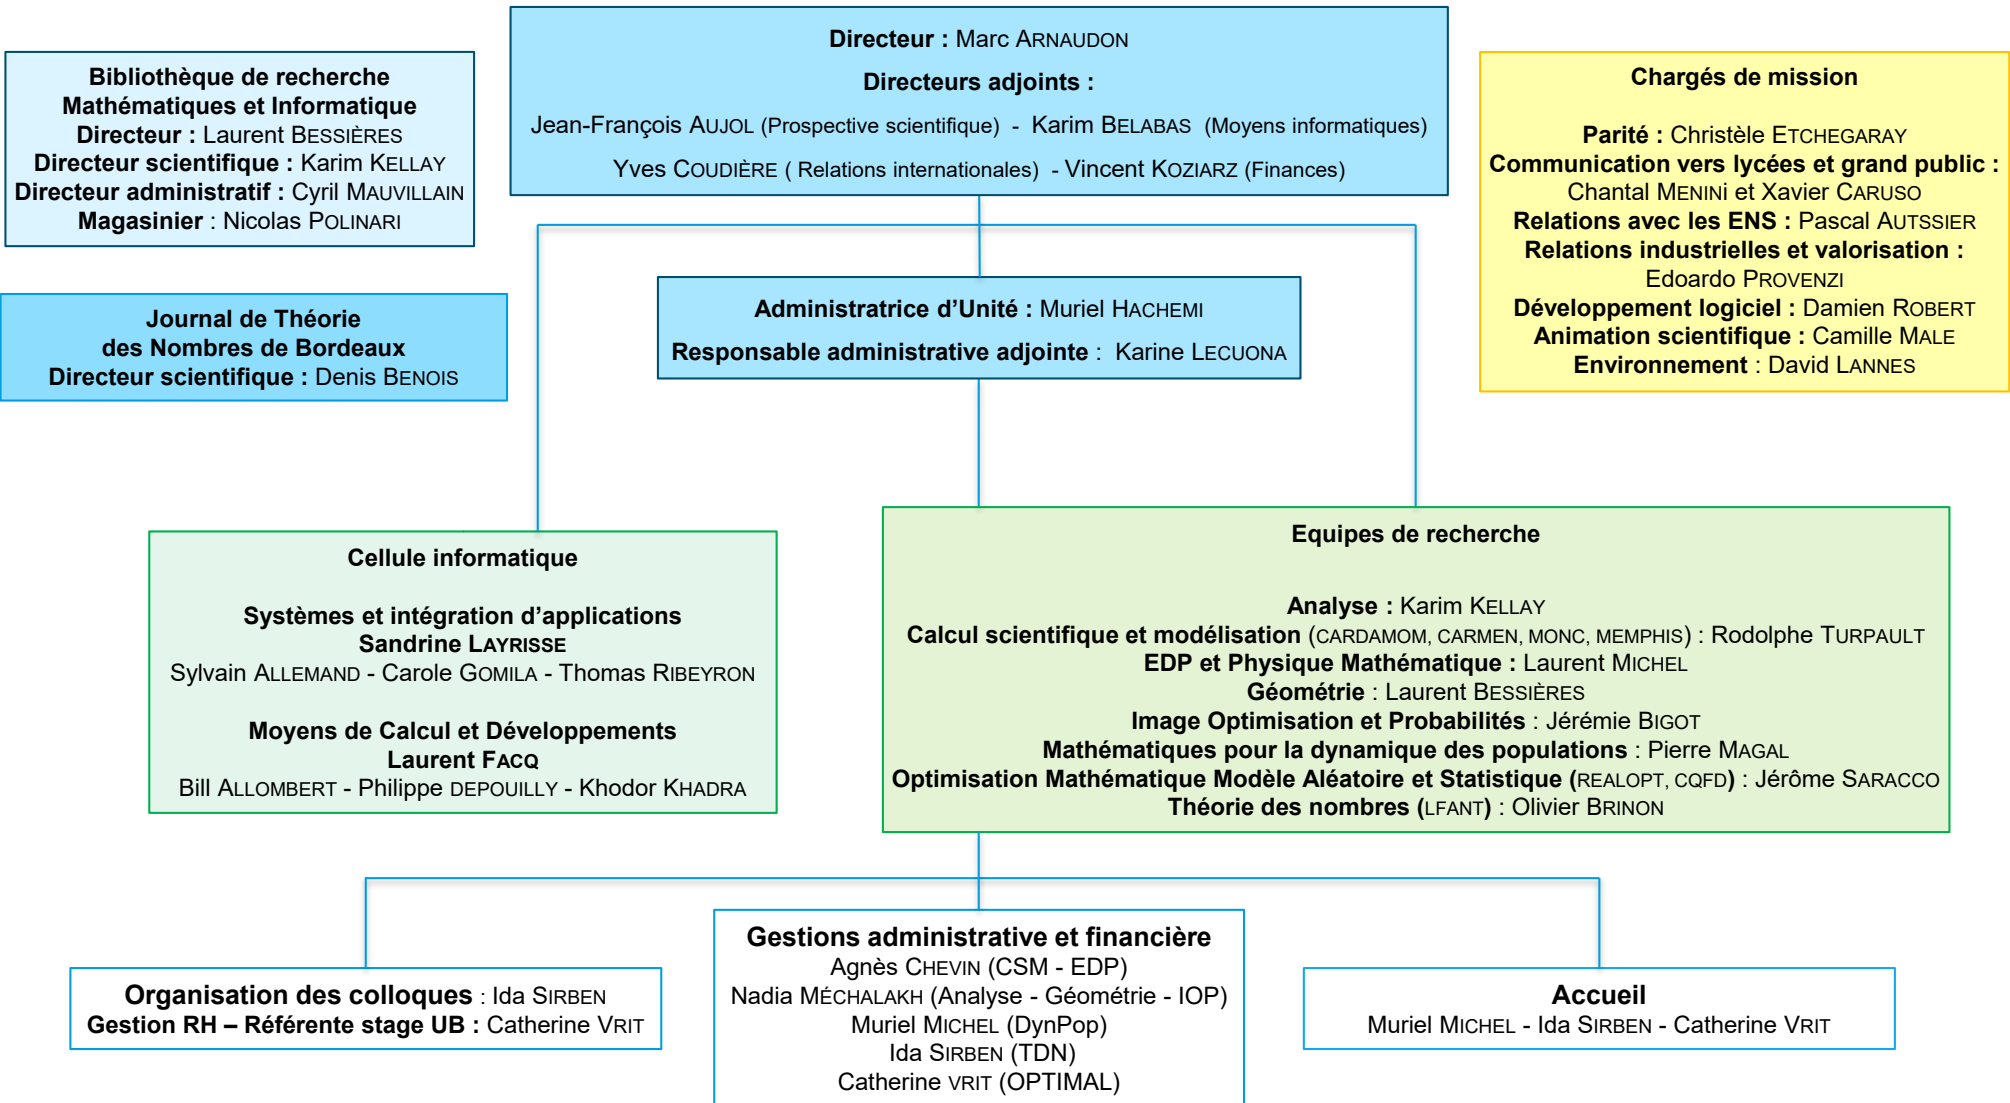 Directeur : Marc ARNAUDON
Directeurs adjoints :
Jean-François AUJOL (Prospective scientifique) - Karim BELABAS (Moyens informatiques)
Yves COUDIÈRE ( Relations internationales) - Vincent KOZIARZ (Finances)
Bibliothèque de recherche
Mathématiques et Informatique
Directeur : Laurent BESSIÈRES
Directeur scientifique : Karim KELLAY
Directeur administratif : Cyril MAUVILLAIN
Magasinier : Nicolas POLINARI
Chargés de mission
Parité : Christèle ETCHEGARAY
Communication vers lycées et grand public :
Chantal MENINI et Xavier CARUSO
Relations avec les ENS : Pascal AUTSSIER
Relations industrielles et valorisation :
Edoardo PROVENZI
Développement logiciel : Damien ROBERT
Animation scientifique : Camille MALE
Environnement : David LANNES
Journal de Théorie
des Nombres de Bordeaux
Directeur scientifique : Denis BENOIS
Administratrice d’Unité : Muriel HACHEMI
Responsable administrative adjointe : Karine LECUONA
Cellule informatique
Systèmes et intégration d’applications
Sandrine LAYRISSE
Sylvain ALLEMAND - Carole GOMILA - Thomas RIBEYRON
Moyens de Calcul et Développements
Laurent FACQ
Bill ALLOMBERT - Philippe DEPOUILLY - Khodor KHADRA
Equipes de recherche
Analyse : Karim KELLAY
Calcul scientifique et modélisation (CARDAMOM, CARMEN, MONC, MEMPHIS) : Rodolphe TURPAULT
EDP et Physique Mathématique : Laurent MICHEL
Géométrie : Laurent BESSIÈRES
Image Optimisation et Probabilités : Jérémie BIGOT
Mathématiques pour la dynamique des populations : Pierre MAGAL
Optimisation Mathématique Modèle Aléatoire et Statistique (REALOPT, CQFD) : Jérôme SARACCO
Théorie des nombres (LFANT) : Olivier BRINON
Organisation des colloques : Ida SIRBEN
Gestion RH – Référente stage UB : Catherine VRIT
Gestions administrative et financière
Agnès CHEVIN (CSM - EDP)
Nadia MÉCHALAKH (Analyse - Géométrie - IOP)
Muriel MICHEL (DynPop)
Ida SIRBEN (TDN)
Catherine VRIT (OPTIMAL)
Accueil
Muriel MICHEL - Ida SIRBEN - Catherine VRIT